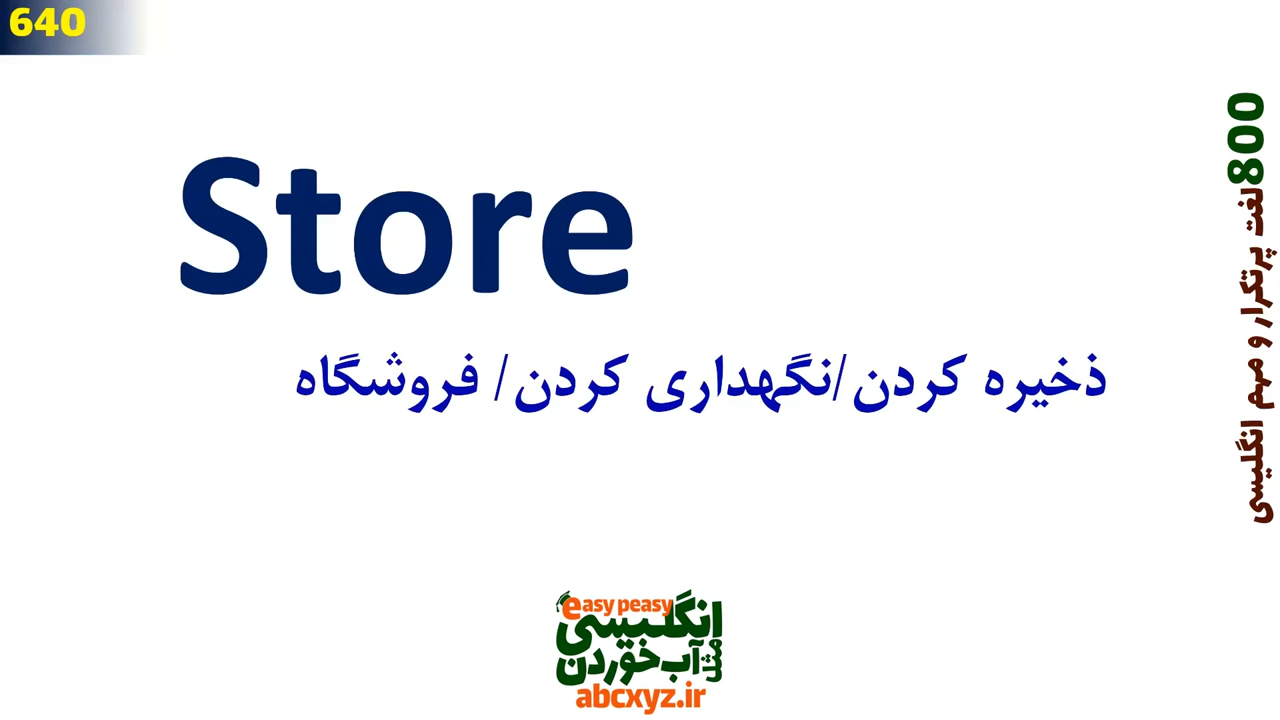 640
Store
ذخیره کردن/نگهداری کردن/ فروشگاه
800 لغت پرتکرار و مهم انگلیسی
easy peasy
انگلیسی
مثل آب خوردن
abcxyz.ir